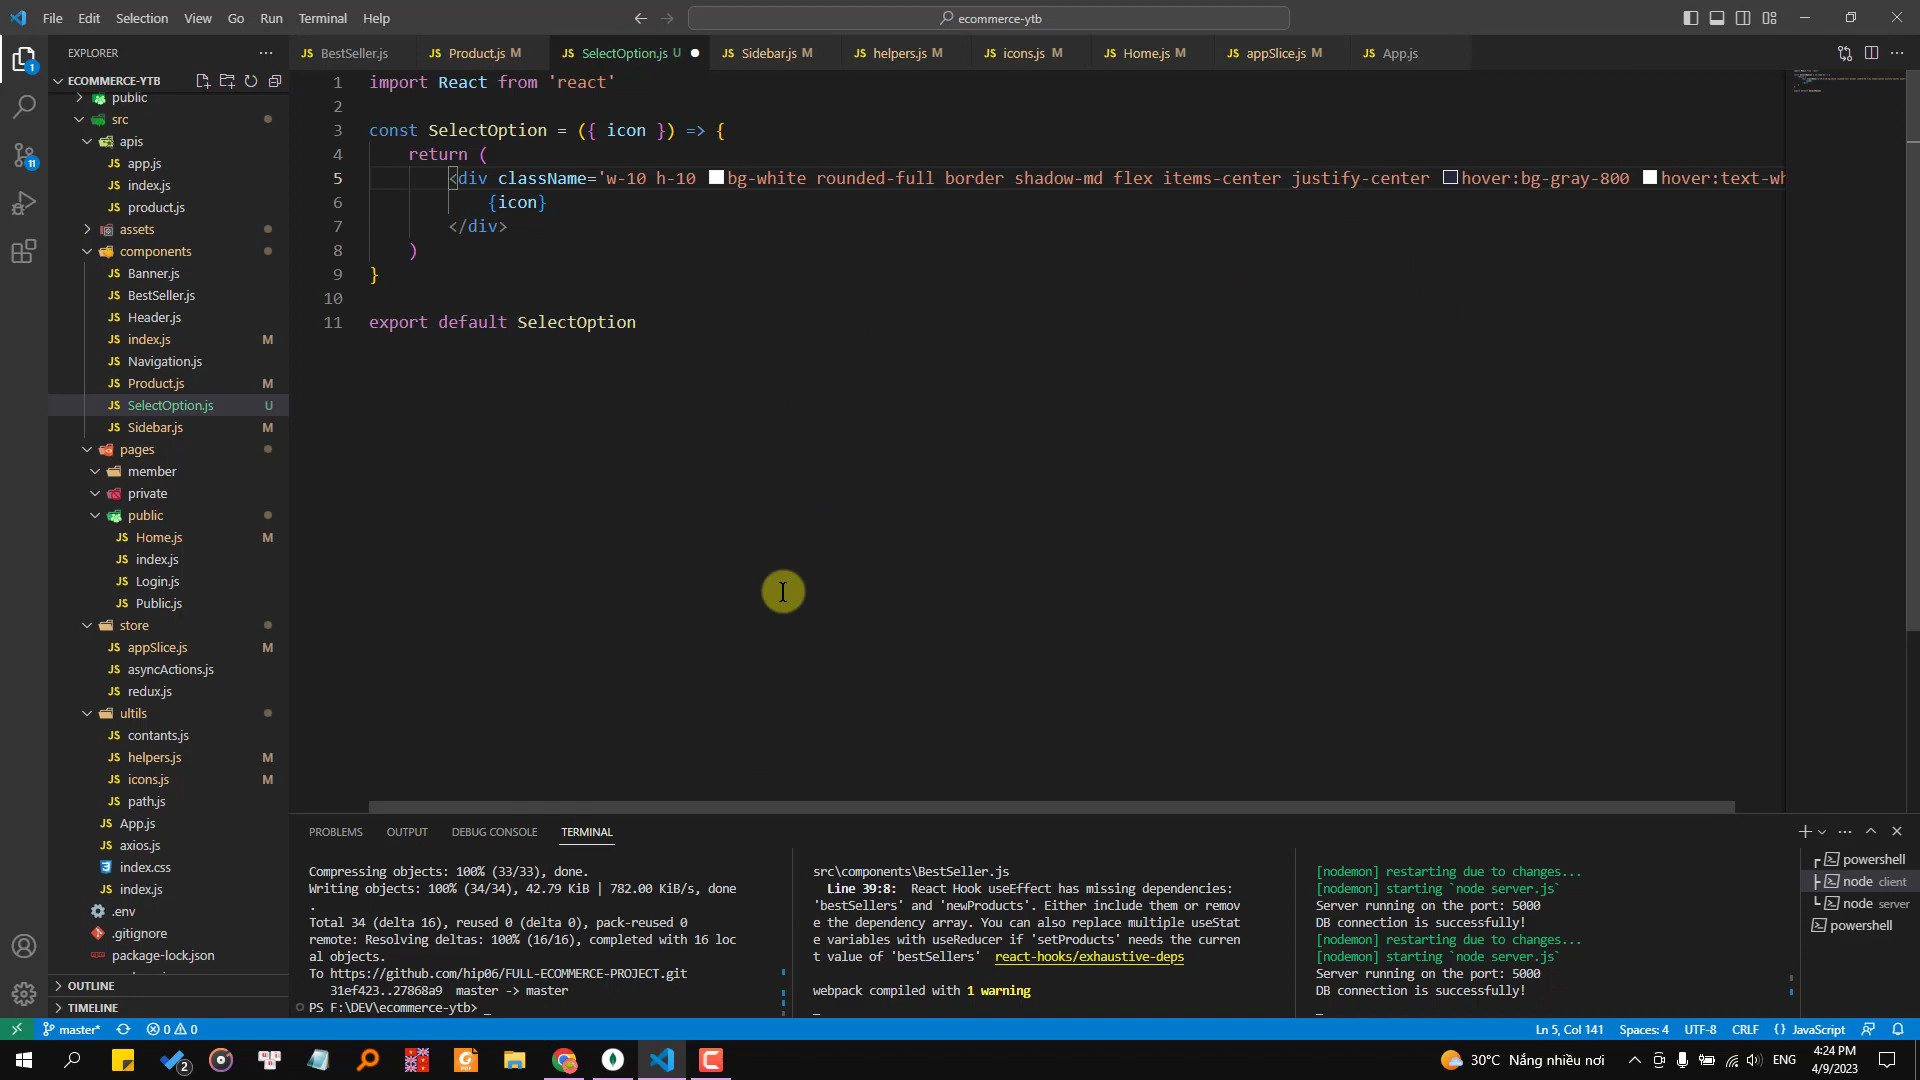 File Edit Selection View Go Run Terminal Help
ecommerce-ytb
EXPLORER
BestSeller.js
Product.js M
SelectOption.js U
Sidebar.js M
helpers.js M
icons.js M
Home.js M
appSlice.js M
App.js
ECOMMERCE-YTB
public
src
apis
app.js
index.js
product.js
assets
components
Banner.js
BestSeller.js
Header.js
index.js M
Navigation.js
Product.js M
SelectOption.js U
Sidebar.js M
pages
member
private
public
Home.js M
index.js
Login.js
Public.js
store
appSlice.js M
asyncActions.js
redux.js
ultils
contants.js
helpers.js M
icons.js M
path.js
App.js
axios.js
index.css
index.js
.env
.gitignore
package-lock.json
OUTLINE
TIMELINE
1 import React from 'react'
2
3 const SelectOption = ({ icon }) => {
4 return (
5 <div className='w-10 h-10 bg-white rounded-full border shadow-md flex items-center justify-center hover:bg-gray-800 hover:text-wh
6 {icon}
7 </div>
8 )
9 }
10
11 export default SelectOption
PROBLEMS OUTPUT DEBUG CONSOLE TERMINAL
Compressing objects: 100% (33/33), done.
Writing objects: 100% (34/34), 42.79 KiB | 782.00 KiB/s, done
.
Total 34 (delta 16), reused 0 (delta 0), pack-reused 0
remote: Resolving deltas: 100% (16/16), completed with 16 loc
al objects.
To https://github.com/hip06/FULL-ECOMMERCE-PROJECT.git
31ef423..27868a9 master -> master
PS F:\DEV\ecommerce-ytb>
src\components\BestSeller.js
Line 39:8: React Hook useEffect has missing dependencies:
'bestSellers' and 'newProducts'. Either include them or remov
e the dependency array. You can also replace multiple useStat
e variables with useReducer if 'setProducts' needs the curren
t value of 'bestSellers' react-hooks/exhaustive-deps
webpack compiled with 1 warning
[nodemon] restarting due to changes...
[nodemon] starting `node server.js`
Server running on the port: 5000
DB connection is successfully!
[nodemon] restarting due to changes...
[nodemon] starting `node server.js`
Server running on the port: 5000
DB connection is successfully!
powershell
node client
node server
powershell
master*
0 0
Ln 5, Col 141
Spaces: 4
UTF-8
CRLF
{} JavaScript
1
11
2
30°C Nắng nhiều nơi
ENG
4:24 PM
4/9/2023